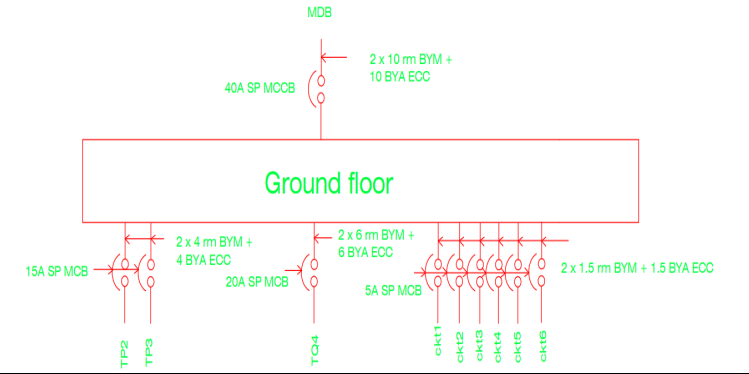 MDB
2 x 10 rm BYM +
10 BYA ECC
40A SP MCCB
Ground floor
2 x 4 rm BYM +
4 BYA ECC
2 x 6 rm BYM +
6 BYA ECC
15A SP MCB
20A SP MCB
5A SP MCB
2 x 1.5 rm BYM + 1.5 BYA ECC
TP2
TP3
TQ4
ckt1
ckt2
ckt3
ckt4
ckt5
ckt6